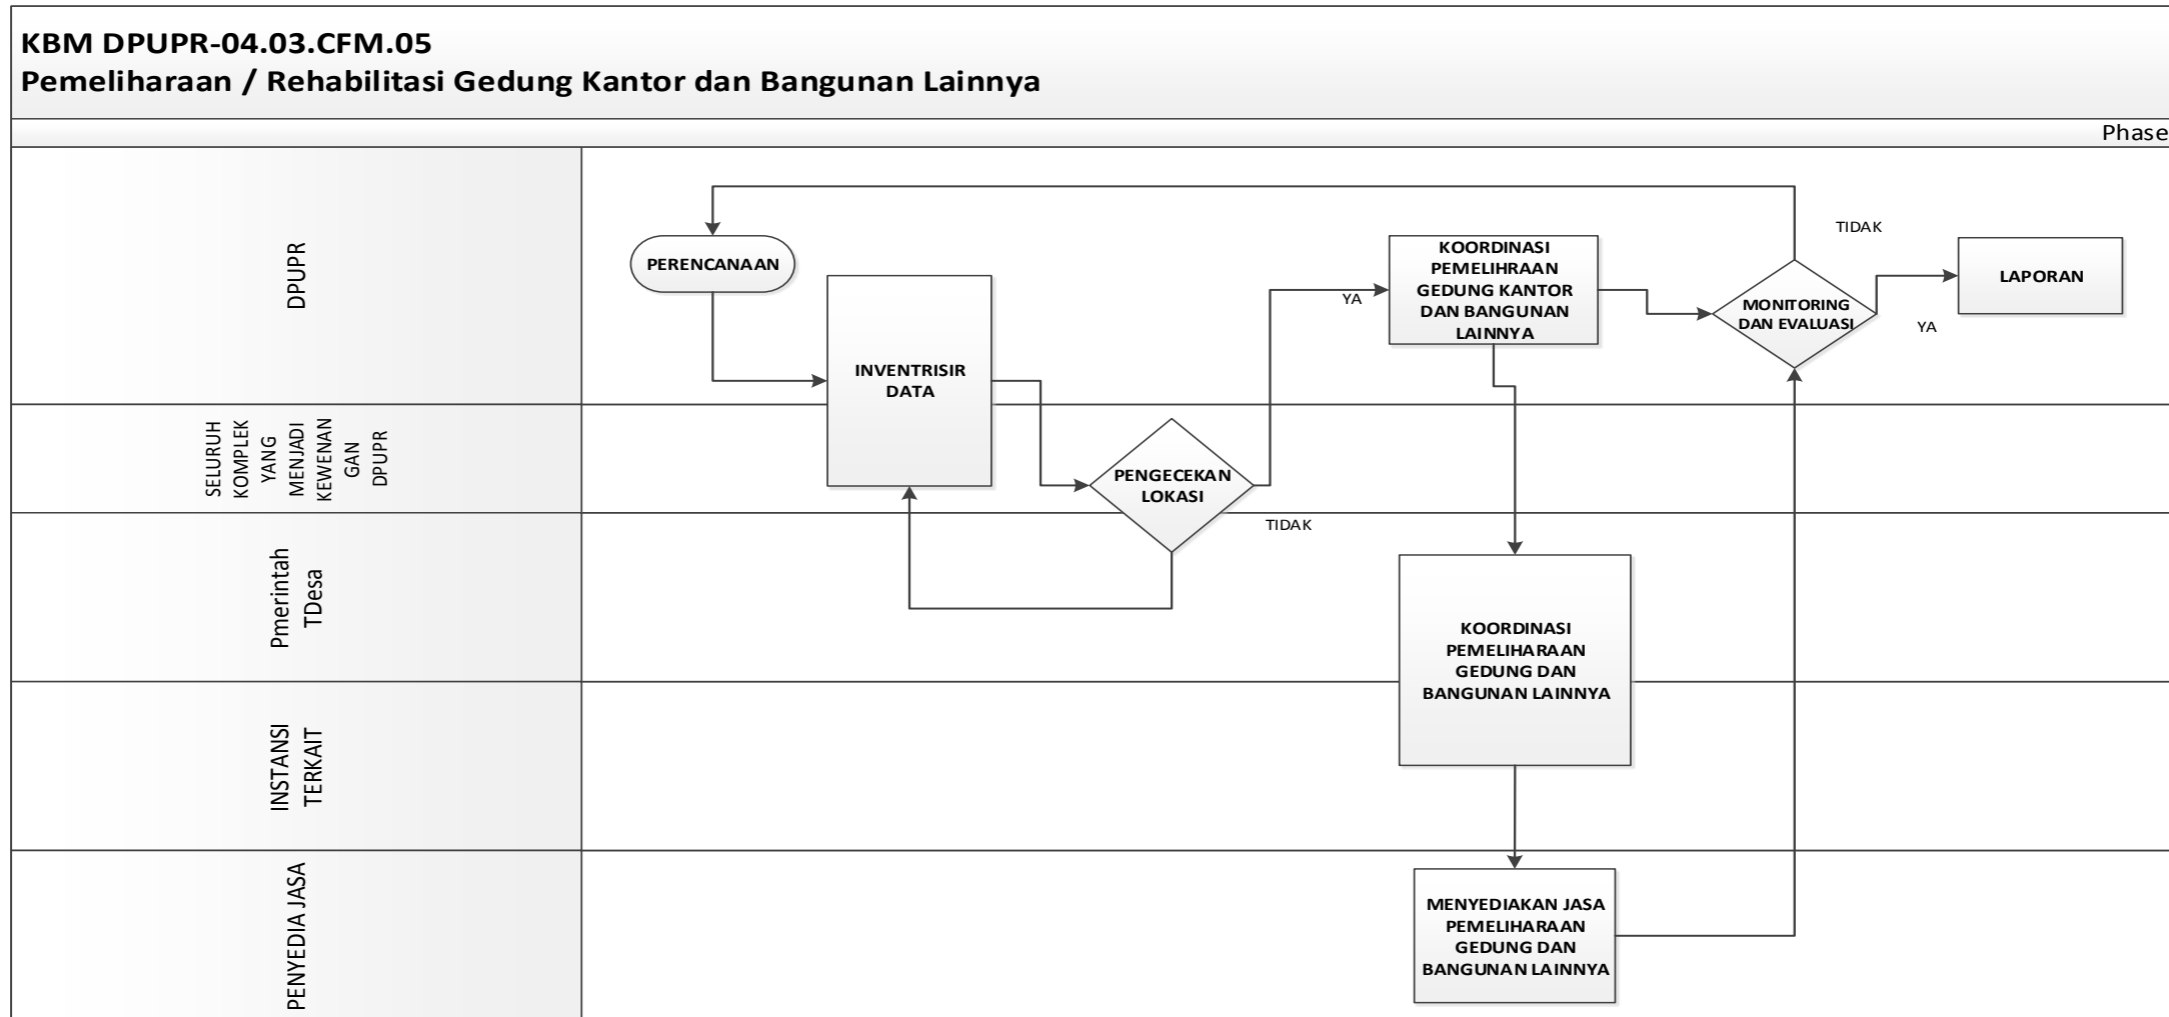 KBM DPUPR-04.03.CFM.05
Pemeliharaan / Rehabilitasi Gedung Kantor dan Bangunan Lainnya
Phase
DPUPR
PERENCANAAN
INVENTRISIR
DATA
YA
KOORDINASI
PEMELIHRAAN
GEDUNG KANTOR
DAN BANGUNAN
LAINNYA
MONITORING
DAN EVALUASI
TIDAK
YA
LAPORAN
SELURUH
KOMPLEK
YANG
MENJADI
KEWENAN
GAN
DPUPR
PENGECEKAN
LOKASI
TIDAK
Pmerintah
TDesa
KOORDINASI
PEMELIHARAAN
GEDUNG DAN
BANGUNAN LAINNYA
INSTANSI
TERKAIT
PENYEDIA JASA
MENYEDIAKAN JASA
PEMELIHARAAN
GEDUNG DAN
BANGUNAN LAINNYA